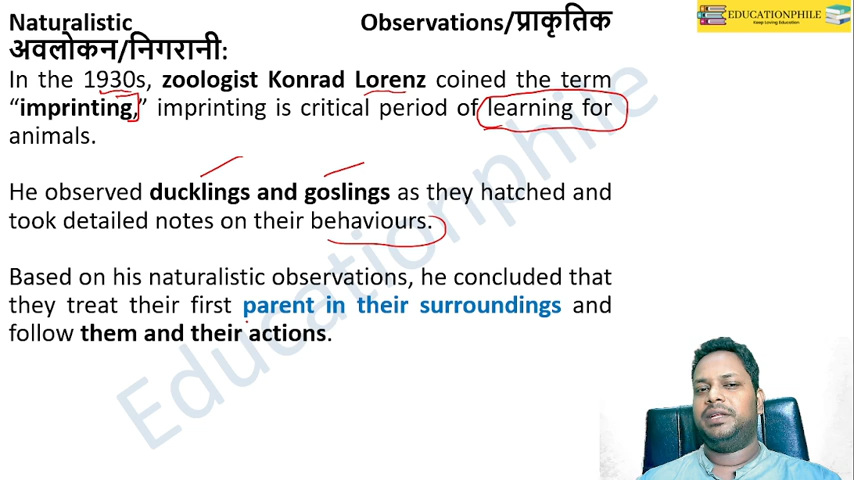 Naturalistic Observations/प्राकृतिक
अवलोकन/निगरानी:
In the 1930s, zoologist Konrad Lorenz coined the term
“imprinting,” imprinting is critical period of learning for
animals.
He observed ducklings and goslings as they hatched and
took detailed notes on their behaviours.
Based on his naturalistic observations, he concluded that
they treat their first parent in their surroundings and
follow them and their actions.
EDUCATIONPHILE
Keep Loving Education
Educationphile